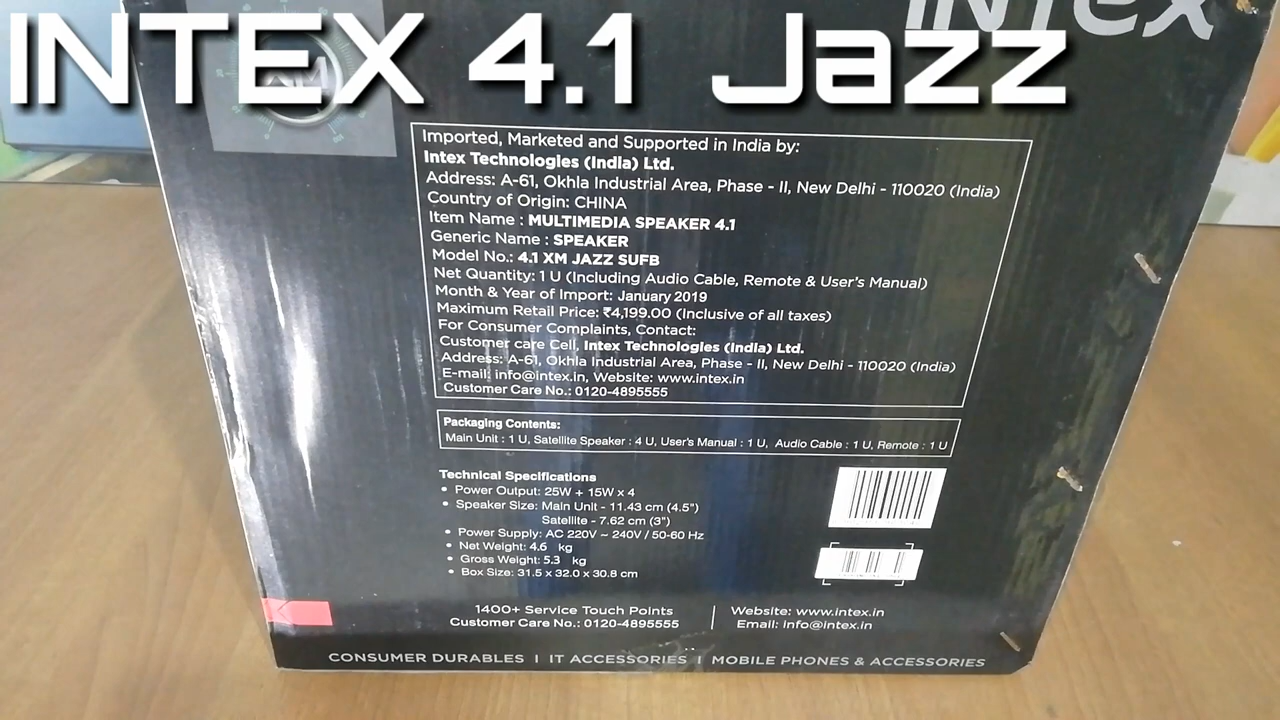 INTEX 4.1 Jazz
INTEX
Imported, Marketed and Supported in India by:
Intex Technologies (India) Ltd.
Address: A-61, Okhla Industrial Area, Phase - II, New Delhi - 110020 (India)
Country of Origin: CHINA
Item Name : MULTIMEDIA SPEAKER 4.1
Generic Name : SPEAKER
Model No.: 4.1 XM JAZZ SUFB
Net Quantity: 1 U (Including Audio Cable, Remote & User's Manual)
Month & Year of Import: January 2019
Maximum Retail Price: ₹4,199.00 (Inclusive of all taxes)
For Consumer Complaints, Contact:
Customer care Cell, Intex Technologies (India) Ltd.
Address: A-61, Okhla Industrial Area, Phase - II, New Delhi - 110020 (India)
E-mail: info@intex.in, Website: www.intex.in
Customer Care No.: 0120-4895555
Packaging Contents:
Main Unit : 1 U, Satellite Speaker : 4 U, User's Manual : 1 U, Audio Cable : 1 U, Remote : 1 U
Technical Specifications
• Power Output: 25W + 15W x 4
• Speaker Size: Main Unit - 11.43 cm (4.5")
Satellite - 7.62 cm (3")
• Power Supply: AC 220V ~ 240V / 50-60 Hz
• Net Weight: 4.6 kg
• Gross Weight: 5.3 kg
• Box Size: 31.5 x 32.0 x 30.8 cm
1400+ Service Touch Points
Customer Care No.: 0120-4895555
Website: www.intex.in
Email: info@intex.in
CONSUMER DURABLES | IT ACCESSORIES | MOBILE PHONES & ACCESSORIES